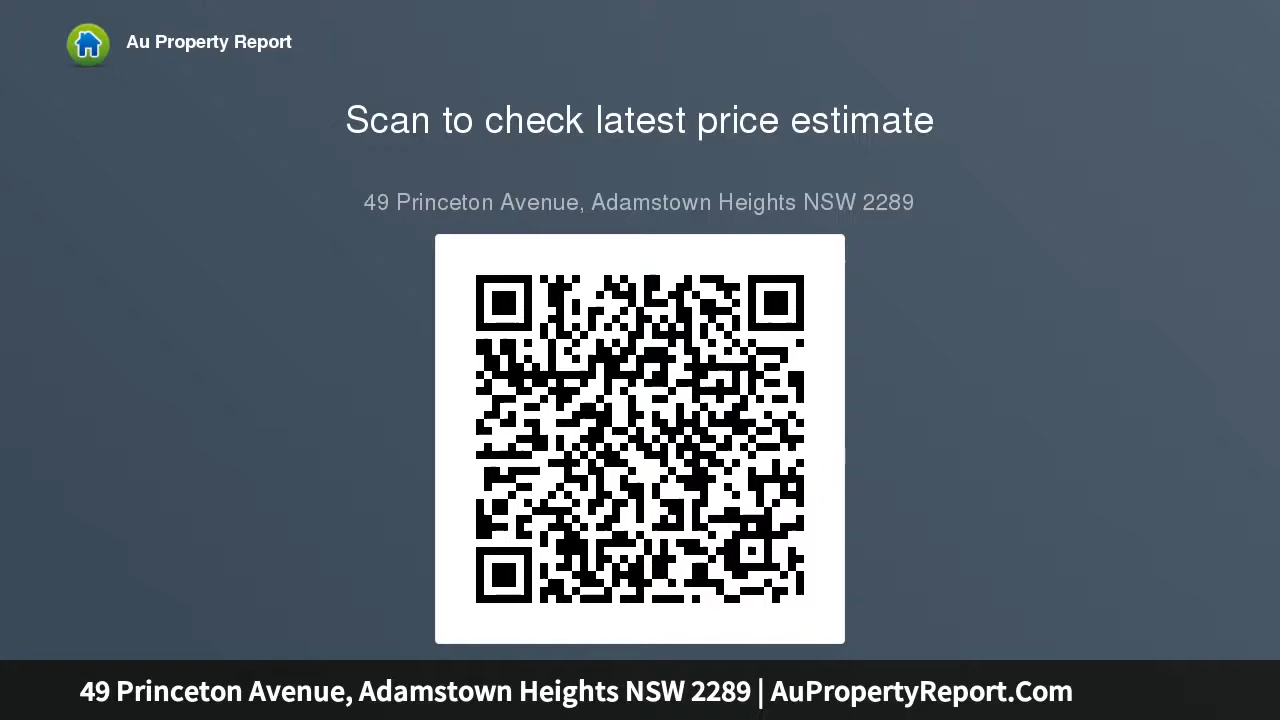 Au Property Report
Scan to check latest price estimate
49 Princeton Avenue, Adamstown Heights NSW 2289
49 Princeton Avenue, Adamstown Heights NSW 2289 | AuPropertyReport.Com